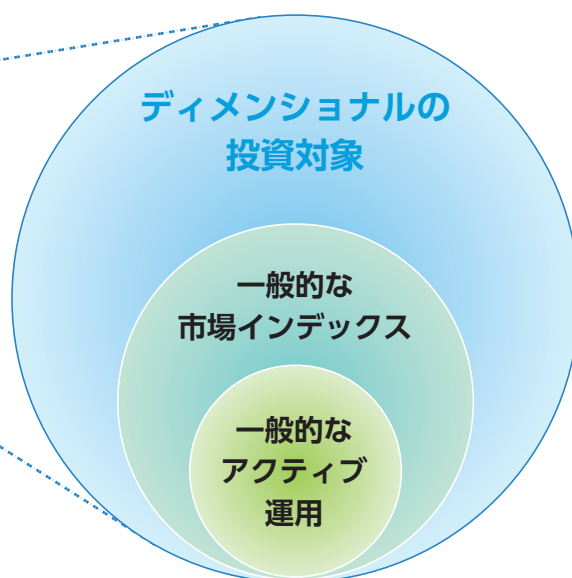 ディメンショナルの
投資対象
一般的な
市場インデックス
一般的な
アクティブ
運用